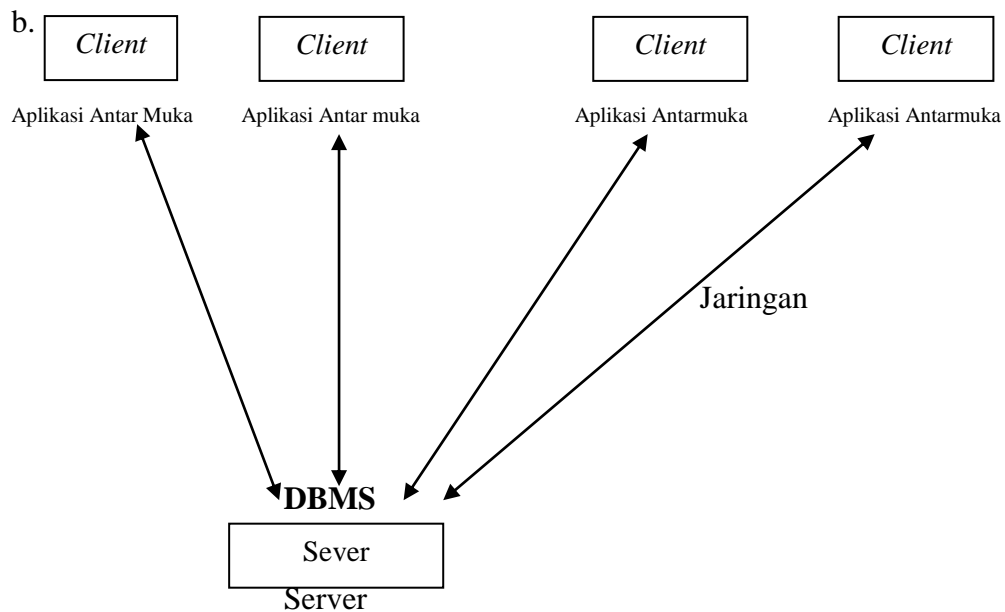 b.
Client Client Client Client
Aplikasi Antar Muka Aplikasi Antar muka Aplikasi Antarmuka Aplikasi Antarmuka
Jaringan
DBMS
Sever
Server